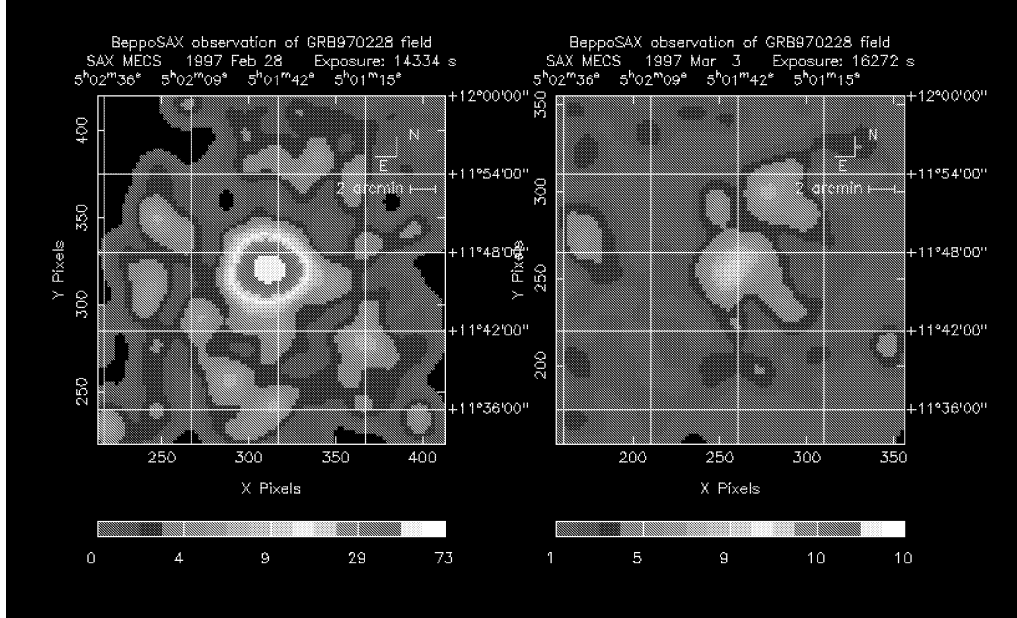 BeppoSAX observation of GRB970228 field
SAX MECS 1997 Feb 28 Exposure: 14334 s
5h02m36s 5h02m09s 5h01m42s 5h01m15s
+12°00'00"
+11°54'00"
+11°48'00"
+11°42'00"
+11°36'00"
N
E
2 arcmin
400
350
300
250
Y Pixels
250 300 350 400
X Pixels
0 4 9 29 73
BeppoSAX observation of GRB970228 field
SAX MECS 1997 Mar 3 Exposure: 16272 s
5h02m36s 5h02m09s 5h01m42s 5h01m15s
+12°00'00"
+11°54'00"
+11°48'00"
+11°42'00"
+11°36'00"
N
E
2 arcmin
350
300
250
200
Y Pixels
200 250 300 350
X Pixels
1 5 9 10 10